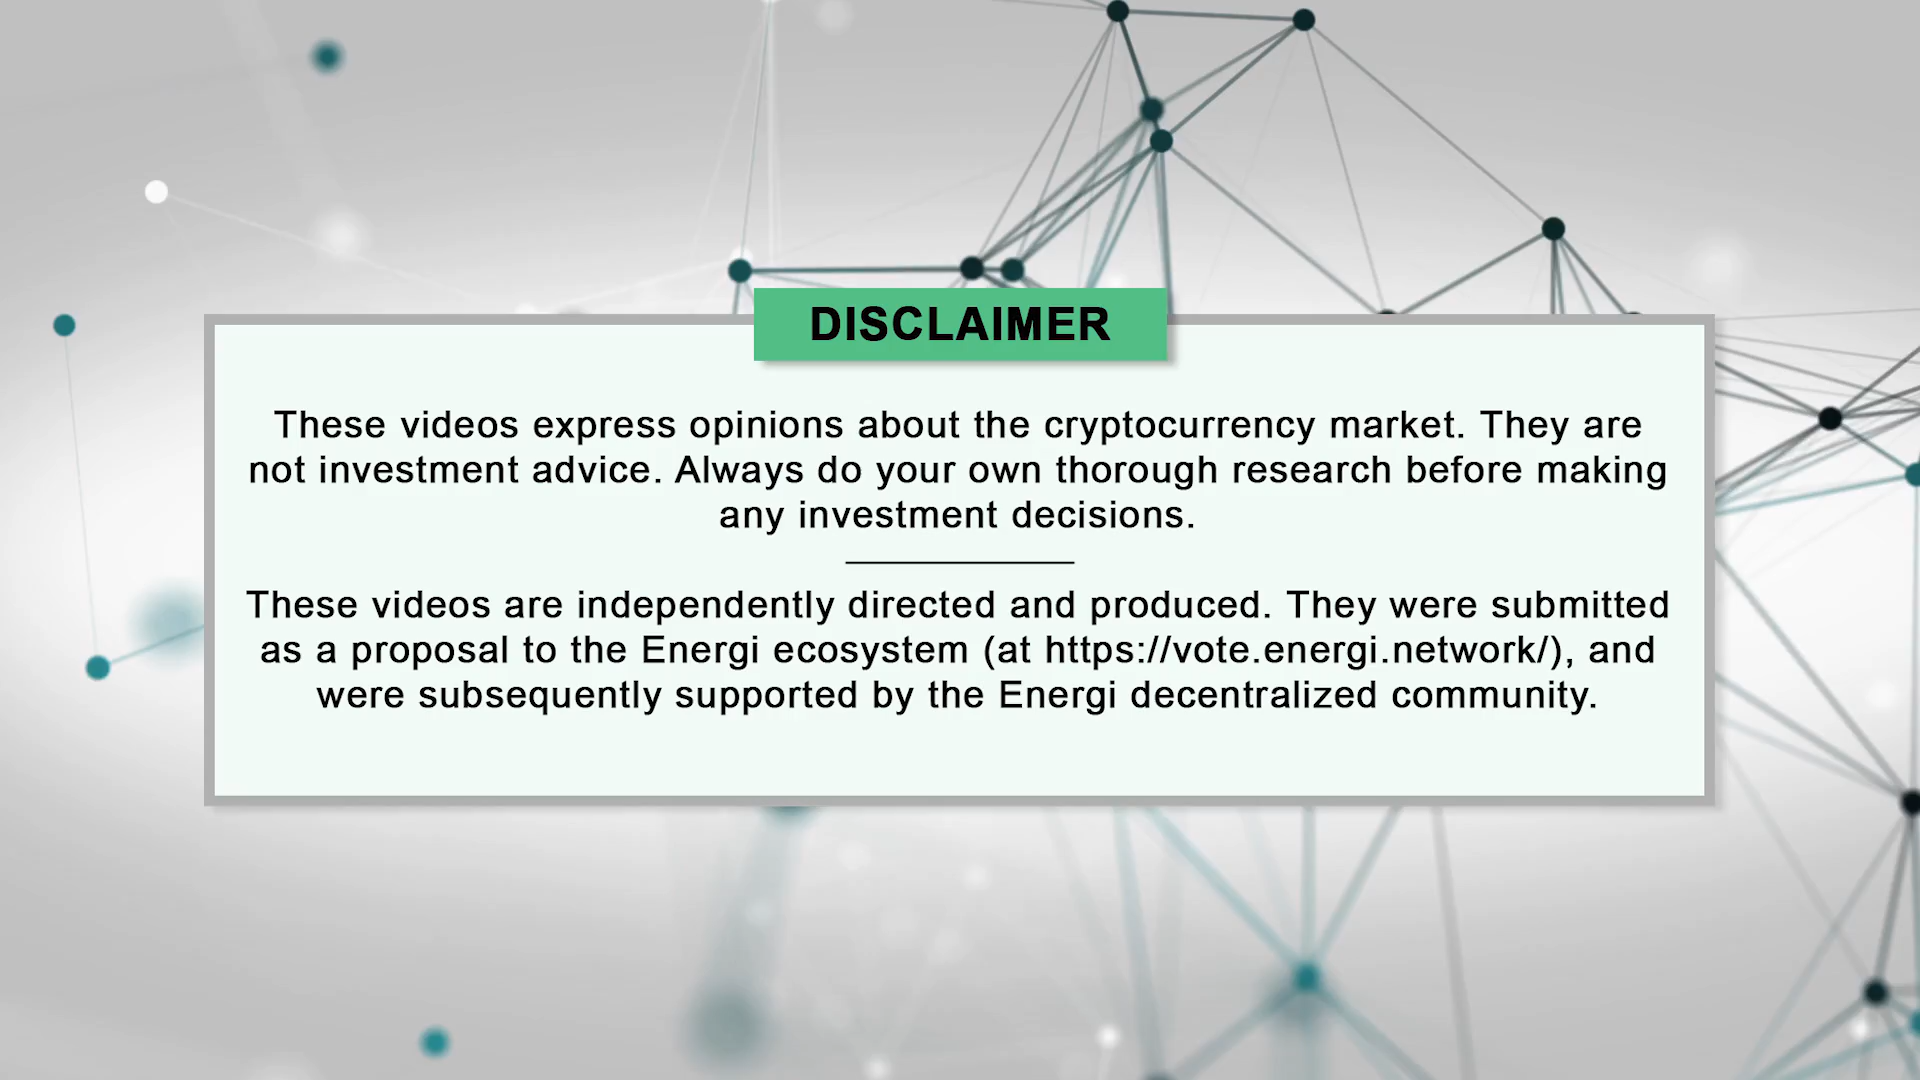 DISCLAIMER
These videos express opinions about the cryptocurrency market. They are
not investment advice. Always do your own thorough research before making
any investment decisions.
These videos are independently directed and produced. They were submitted
as a proposal to the Energi ecosystem (at https://vote.energi.network/), and
were subsequently supported by the Energi decentralized community.